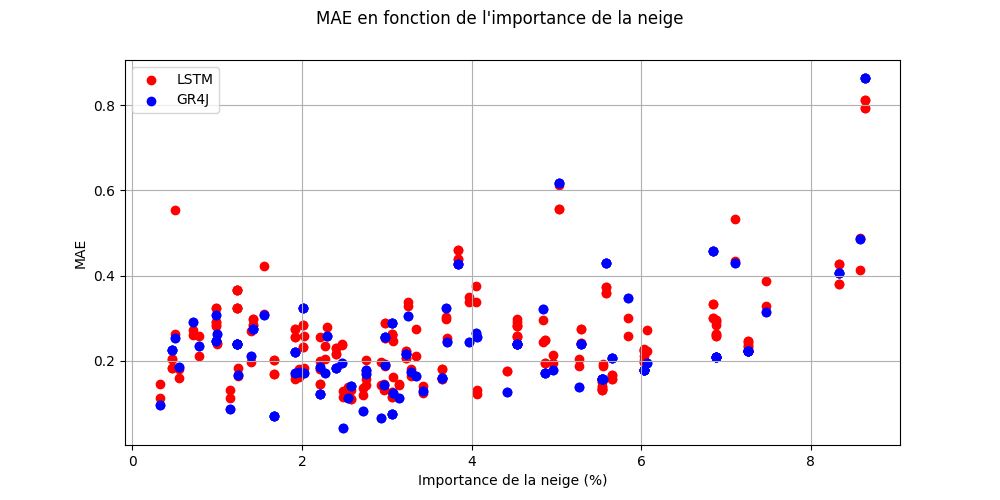 MAE en fonction de l'importance de la neige
LSTM
GR4J
0.8
0.6
0.4
0.2
MAE
0 2 4 6 8
Importance de la neige (%)